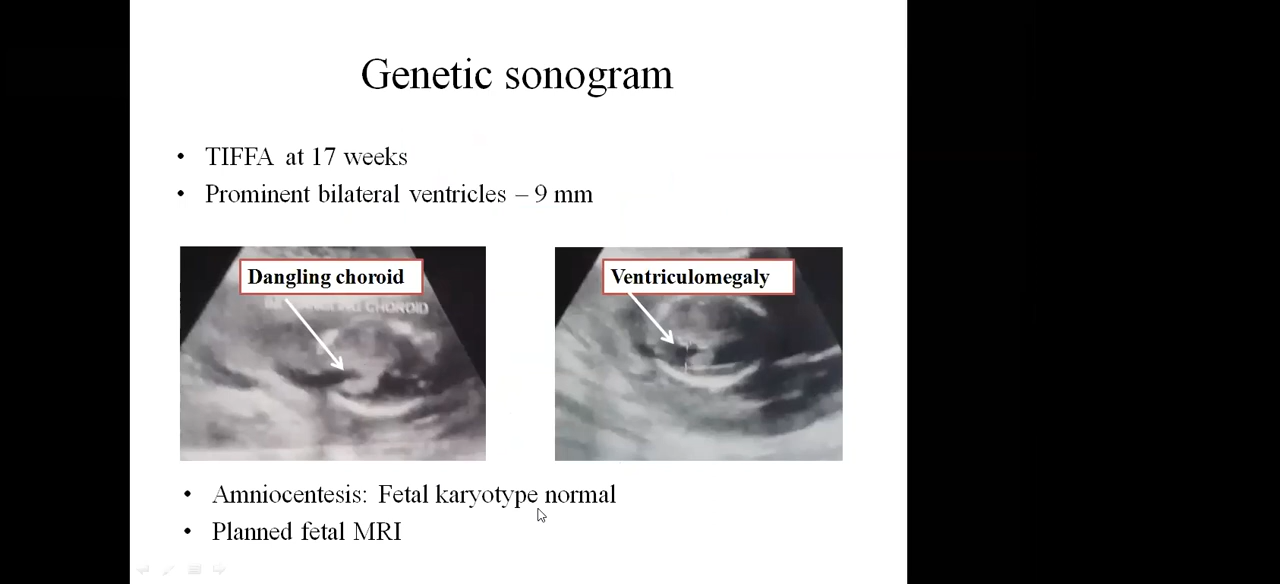 Genetic sonogram
• TIFFA at 17 weeks
• Prominent bilateral ventricles – 9 mm
Dangling choroid
CHOROID
Ventriculomegaly
• Amniocentesis: Fetal karyotype normal
• Planned fetal MRI